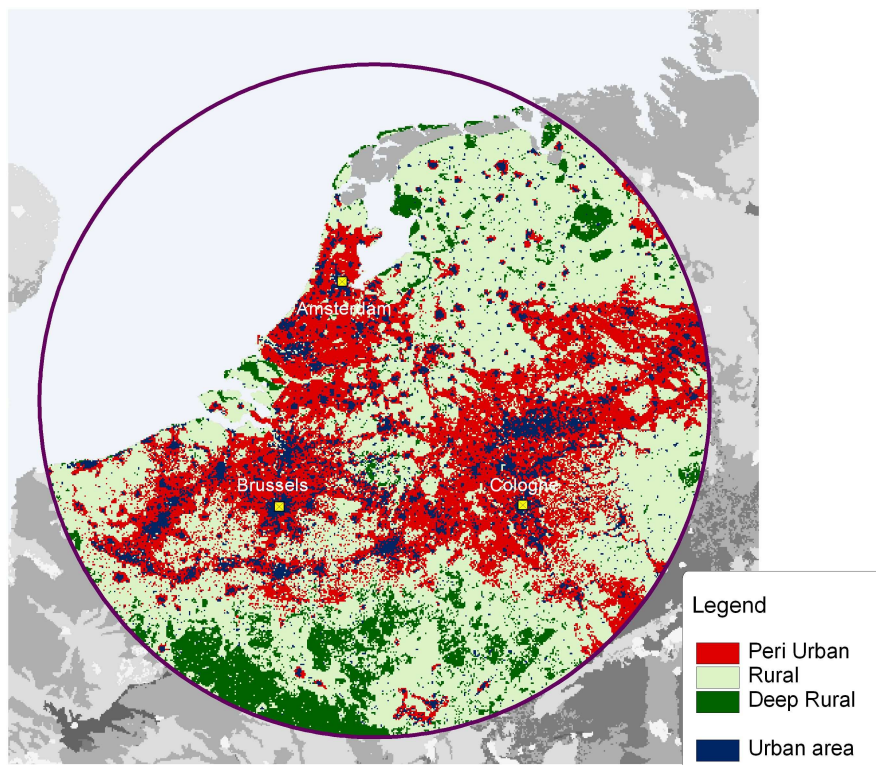 Amsterdam
Brussels
Cologne
Legend
Peri Urban
Rural
Deep Rural
Urban area